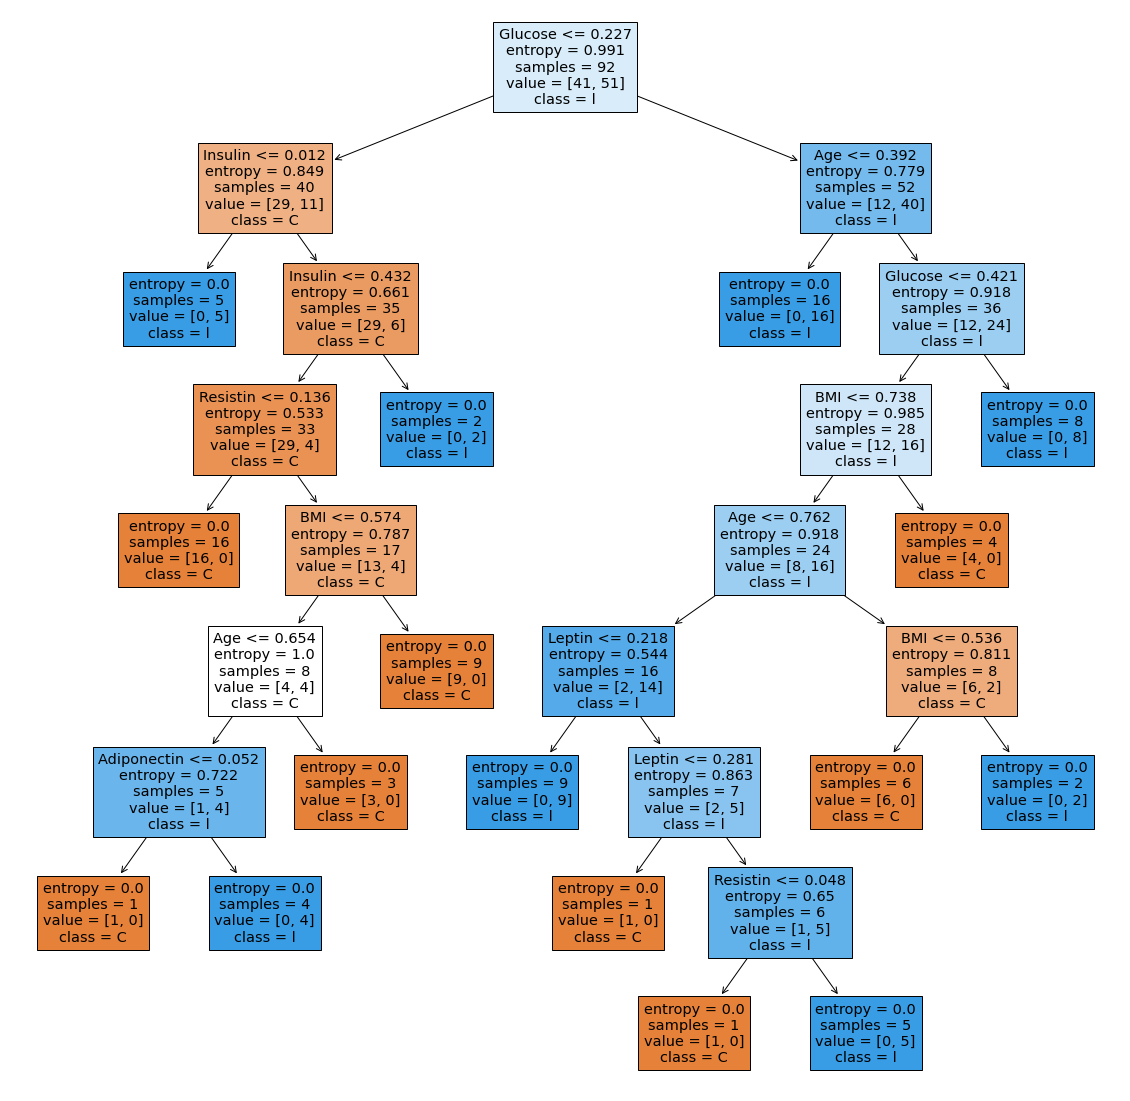 Glucose <= 0.227
entropy = 0.991
samples = 92
value = [41, 51]
class = l
Insulin <= 0.012
entropy = 0.849
samples = 40
value = [29, 11]
class = C
Age <= 0.392
entropy = 0.779
samples = 52
value = [12, 40]
class = l
entropy = 0.0
samples = 5
value = [0, 5]
class = l
Insulin <= 0.432
entropy = 0.661
samples = 35
value = [29, 6]
class = C
entropy = 0.0
samples = 16
value = [0, 16]
class = l
Glucose <= 0.421
entropy = 0.918
samples = 36
value = [12, 24]
class = l
Resistin <= 0.136
entropy = 0.533
samples = 33
value = [29, 4]
class = C
entropy = 0.0
samples = 2
value = [0, 2]
class = l
BMI <= 0.738
entropy = 0.985
samples = 28
value = [12, 16]
class = l
entropy = 0.0
samples = 8
value = [0, 8]
class = l
entropy = 0.0
samples = 16
value = [16, 0]
class = C
BMI <= 0.574
entropy = 0.787
samples = 17
value = [13, 4]
class = C
Age <= 0.762
entropy = 0.918
samples = 24
value = [8, 16]
class = l
entropy = 0.0
samples = 4
value = [4, 0]
class = C
Age <= 0.654
entropy = 1.0
samples = 8
value = [4, 4]
class = C
entropy = 0.0
samples = 9
value = [9, 0]
class = C
Leptin <= 0.218
entropy = 0.544
samples = 16
value = [2, 14]
class = l
BMI <= 0.536
entropy = 0.811
samples = 8
value = [6, 2]
class = C
Adiponectin <= 0.052
entropy = 0.722
samples = 5
value = [1, 4]
class = l
entropy = 0.0
samples = 3
value = [3, 0]
class = C
entropy = 0.0
samples = 9
value = [0, 9]
class = l
Leptin <= 0.281
entropy = 0.863
samples = 7
value = [2, 5]
class = l
entropy = 0.0
samples = 6
value = [6, 0]
class = C
entropy = 0.0
samples = 2
value = [0, 2]
class = l
entropy = 0.0
samples = 1
value = [1, 0]
class = C
entropy = 0.0
samples = 4
value = [0, 4]
class = l
entropy = 0.0
samples = 1
value = [1, 0]
class = C
Resistin <= 0.048
entropy = 0.65
samples = 6
value = [1, 5]
class = l
entropy = 0.0
samples = 1
value = [1, 0]
class = C
entropy = 0.0
samples = 5
value = [0, 5]
class = l